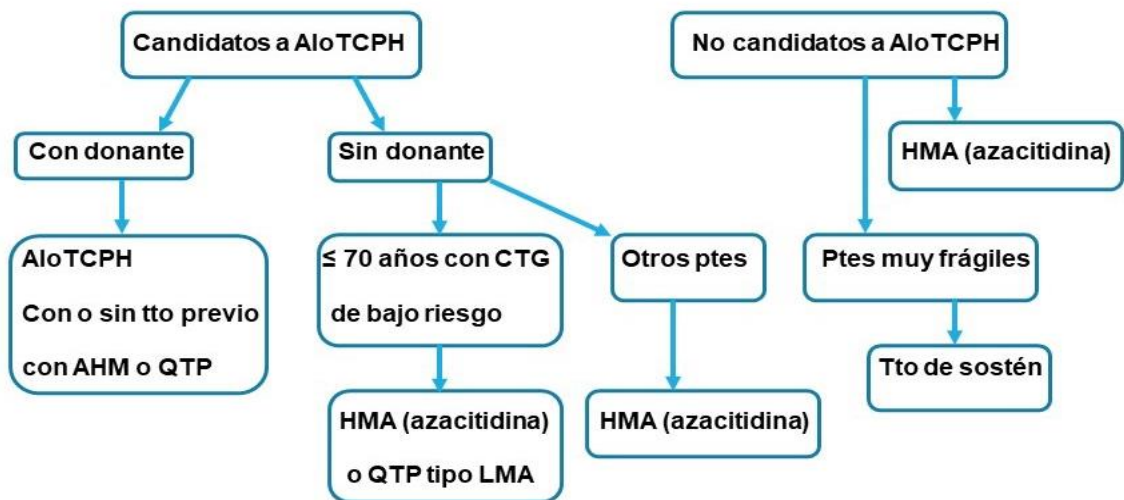 Candidatos a AloTCPH
No candidatos a AloTCPH
Con donante
Sin donante
HMA (azacitidina)
AloTCPH
Con o sin tto previo
con AHM o QTP
≤ 70 años con CTG
de bajo riesgo
Otros ptes
Ptes muy frágiles
HMA (azacitidina)
o QTP tipo LMA
HMA (azacitidina)
Tto de sostén